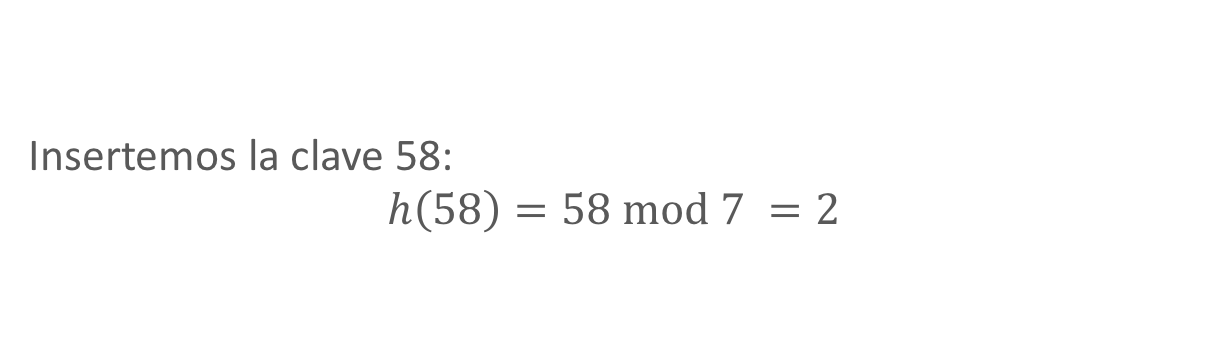 Insertemos la clave 58:
h(58) = 58 mod 7 = 2